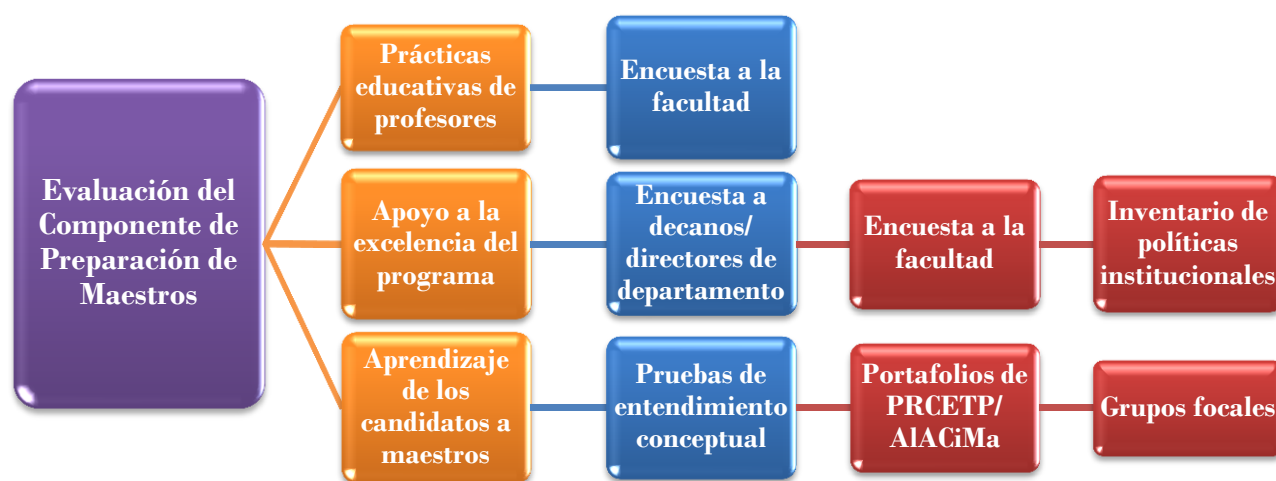 Evaluación del
Componente de
Preparación de
Maestros
Prácticas
educativas de
profesores
Encuesta a la
facultad
Apoyo a la
excelencia del
programa
Encuesta a
decanos/
directores de
departamento
Encuesta a la
facultad
Inventario de
políticas
institucionales
Aprendizaje
de los
candidatos a
maestros
Pruebas de
entendimiento
conceptual
Portafolios de
PRCETP/
AlACiMa
Grupos focales